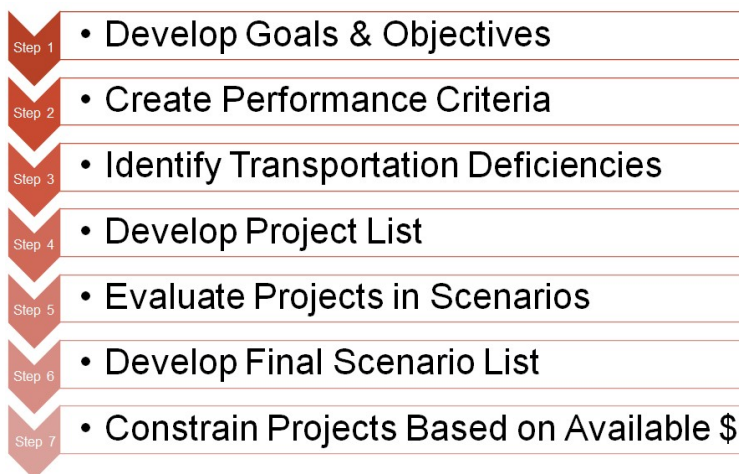 Step 1
• Develop Goals & Objectives
Step 2
• Create Performance Criteria
Step 3
• Identify Transportation Deficiencies
Step 4
• Develop Project List
Step 5
• Evaluate Projects in Scenarios
Step 6
• Develop Final Scenario List
Step 7
• Constrain Projects Based on Available $